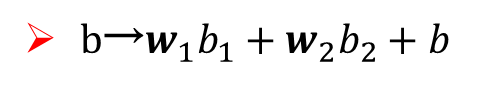 ➢ b→𝒘₁𝑏₁ + 𝒘₂𝑏₂ + 𝑏